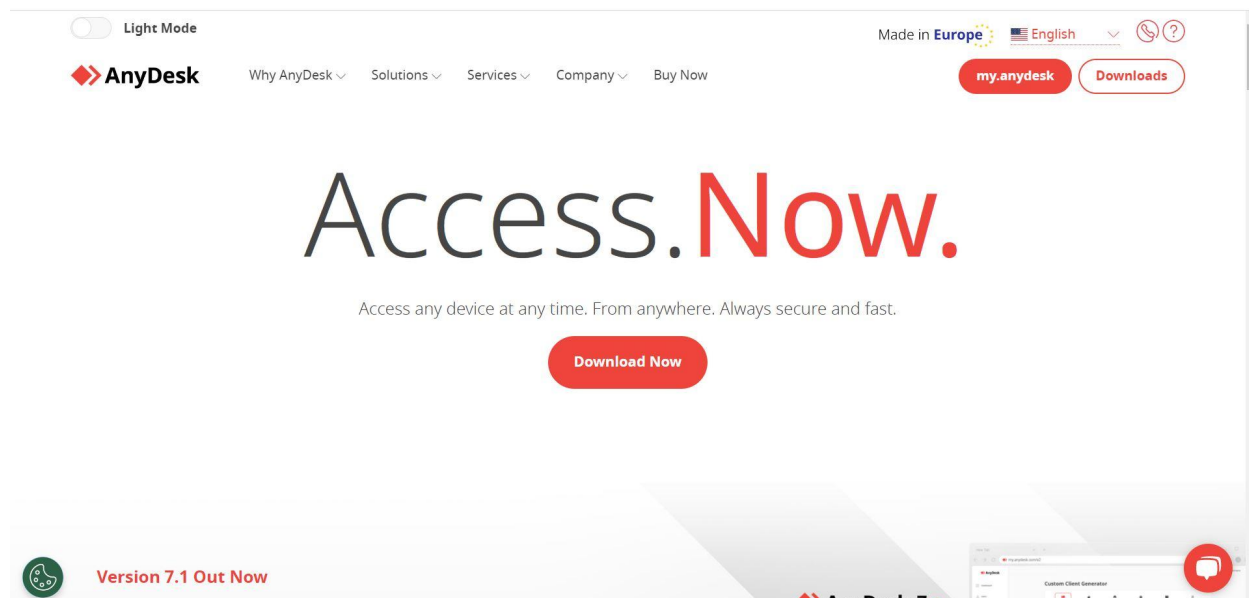 Light Mode
Made in Europe
English
AnyDesk
Why AnyDesk
Solutions
Services
Company
Buy Now
my.anydesk
Downloads
Access.Now.
Access any device at any time. From anywhere. Always secure and fast.
Download Now
Version 7.1 Out Now
AnyDesk
Custom Client Generator